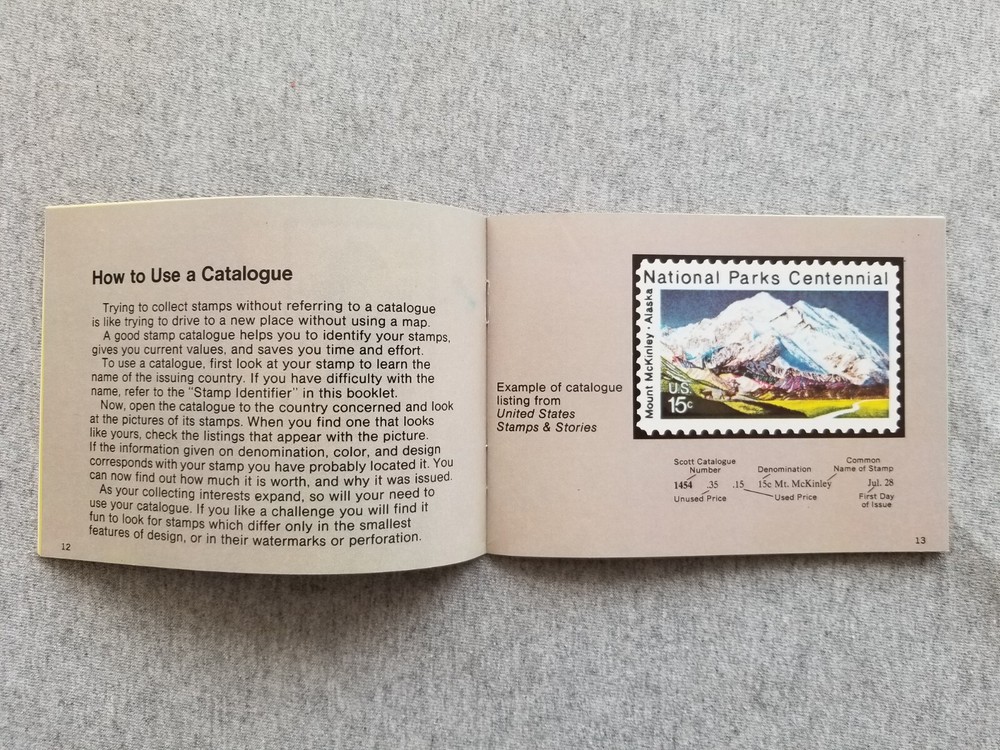 How to Use a Catalogue
Trying to collect stamps without referring to a catalogue
is like trying to drive to a new place without using a map.
A good stamp catalogue helps you to identify your stamps,
gives you current values, and saves you time and effort.
To use a catalogue, first look at your stamp to learn the
name of the issuing country. If you have difficulty with the
name, refer to the "Stamp Identifier" in this booklet.
Now, open the catalogue to the country concerned and look
at the pictures of its stamps. When you find one that looks
like yours, check the listings that appear with the picture.
If the information given on denomination, color, and design
corresponds with your stamp you have probably located it. You
can now find out how much it is worth, and why it was issued.
As your collecting interests expand, so will your need to
use your catalogue. If you like a challenge you will find it
fun to look for stamps which differ only in the smallest
features of design, or in their watermarks or perforation.
12
Example of catalogue
listing from
United States
Stamps & Stories
National Parks Centennial
Mount McKinley · Alaska
U.S.
15c
Scott Catalogue
Number
Denomination
Common
Name of Stamp
1454 .35 .15 15c Mt. McKinley Jul. 28
Unused Price
Used Price
First Day
of Issue
13